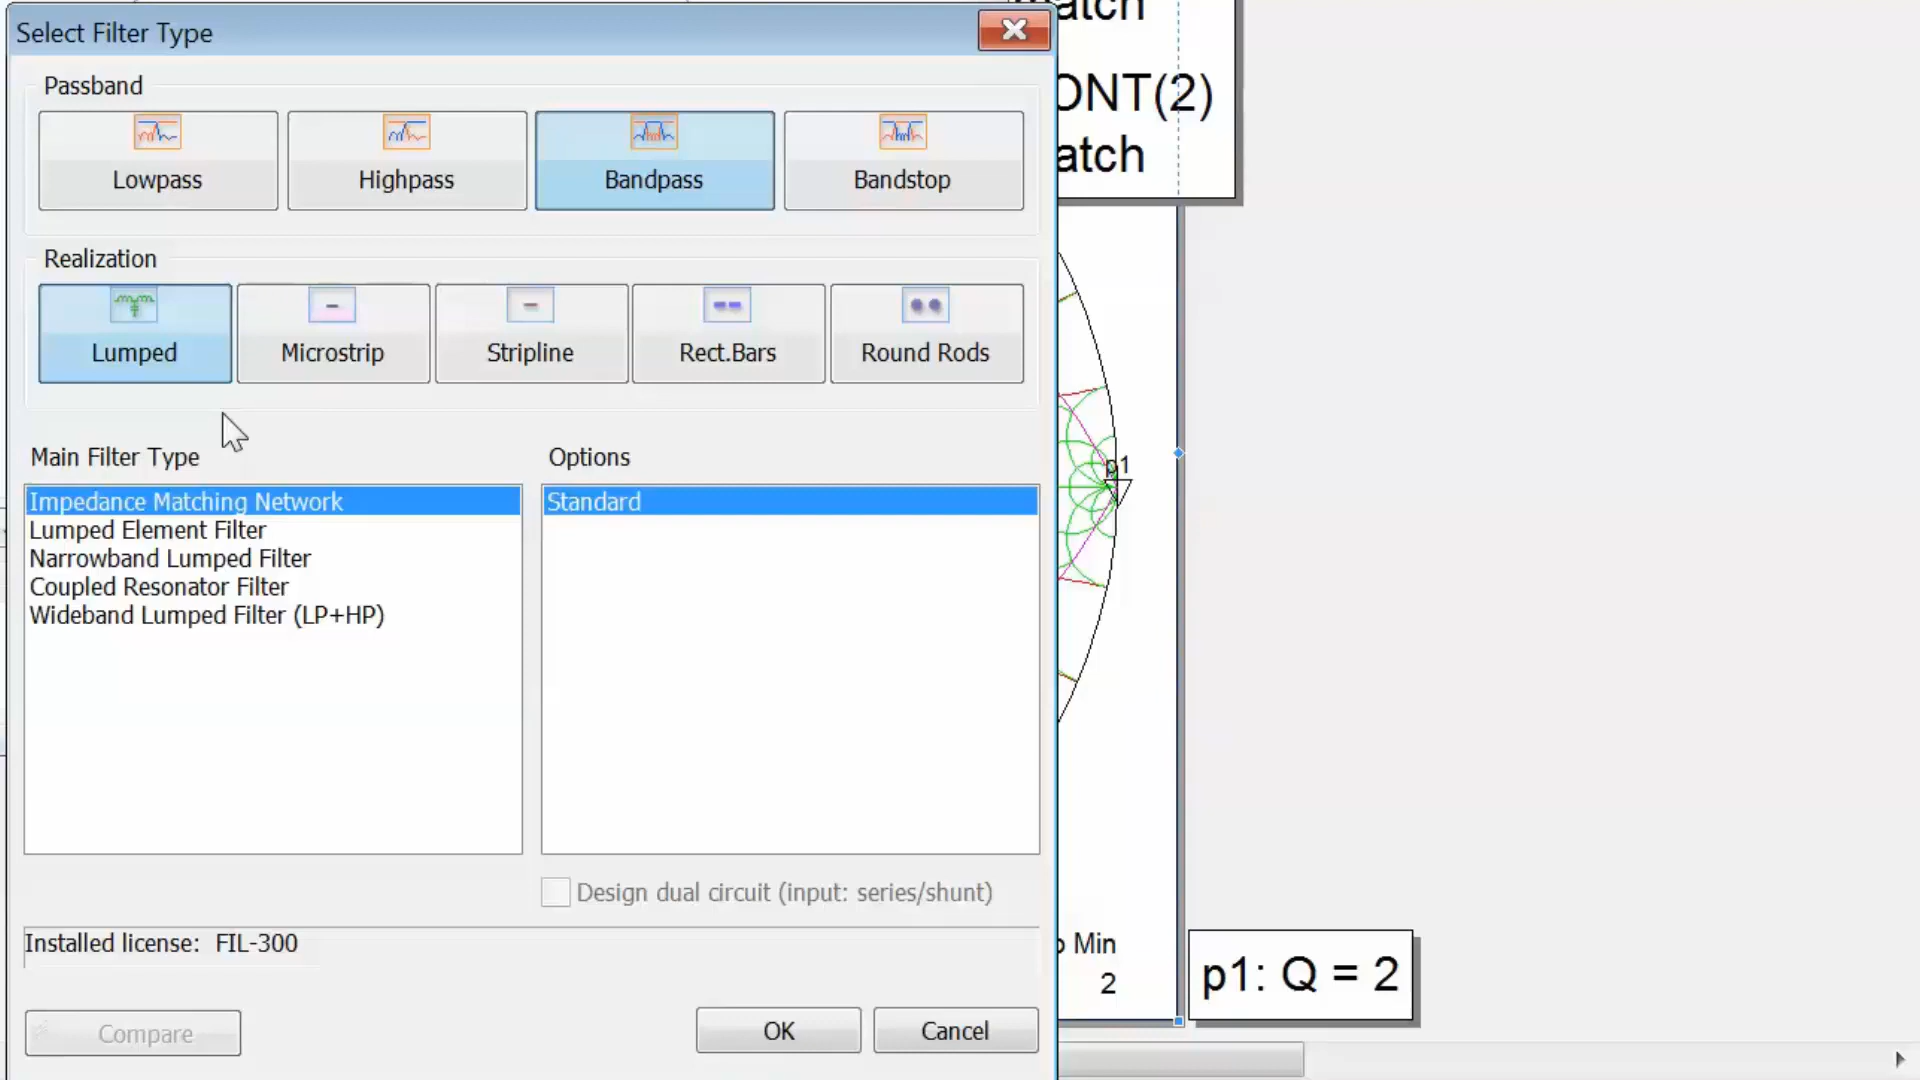 Select Filter Type
Passband
Lowpass
Highpass
Bandpass
Bandstop
Realization
Lumped
Microstrip
Stripline
Rect.Bars
Round Rods
Main Filter Type
Options
Impedance Matching Network
Lumped Element Filter
Narrowband Lumped Filter
Coupled Resonator Filter
Wideband Lumped Filter (LP+HP)
Standard
Design dual circuit (input: series/shunt)
Installed license: FIL-300
Compare
OK
Cancel
atch
ONT(2)
atch
p1
Min
2
p1: Q = 2